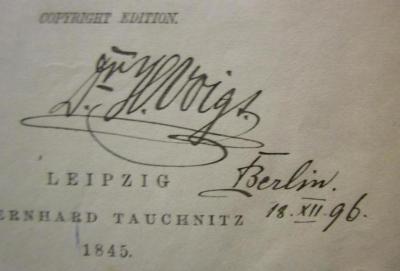 COPYRIGHT EDITION.
Dr. H. Voigt.
LEIPZIG
Berlin.
ERNHARD TAUCHNITZ
18. XII. 96.
1845.